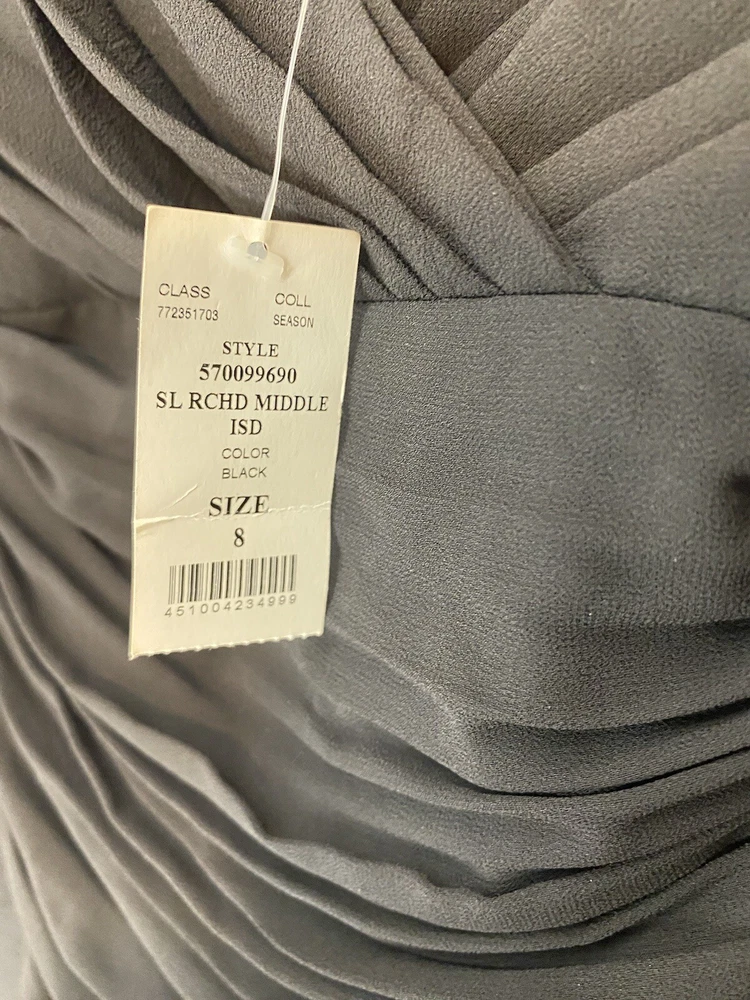 CLASS COLL
772351703 SEASON
STYLE
570099690
SL RCHD MIDDLE
ISD
COLOR
BLACK
SIZE
8
451004234999